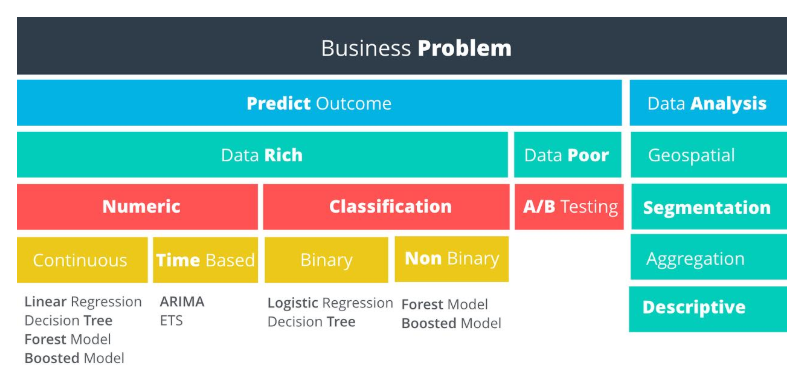 Business Problem
Predict Outcome
Data Analysis
Data Rich
Data Poor
Geospatial
Numeric
Classification
A/B Testing
Segmentation
Continuous
Time Based
Binary
Non Binary
Aggregation
Linear Regression
Decision Tree
Forest Model
Boosted Model
ARIMA
ETS
Logistic Regression
Decision Tree
Forest Model
Boosted Model
Descriptive